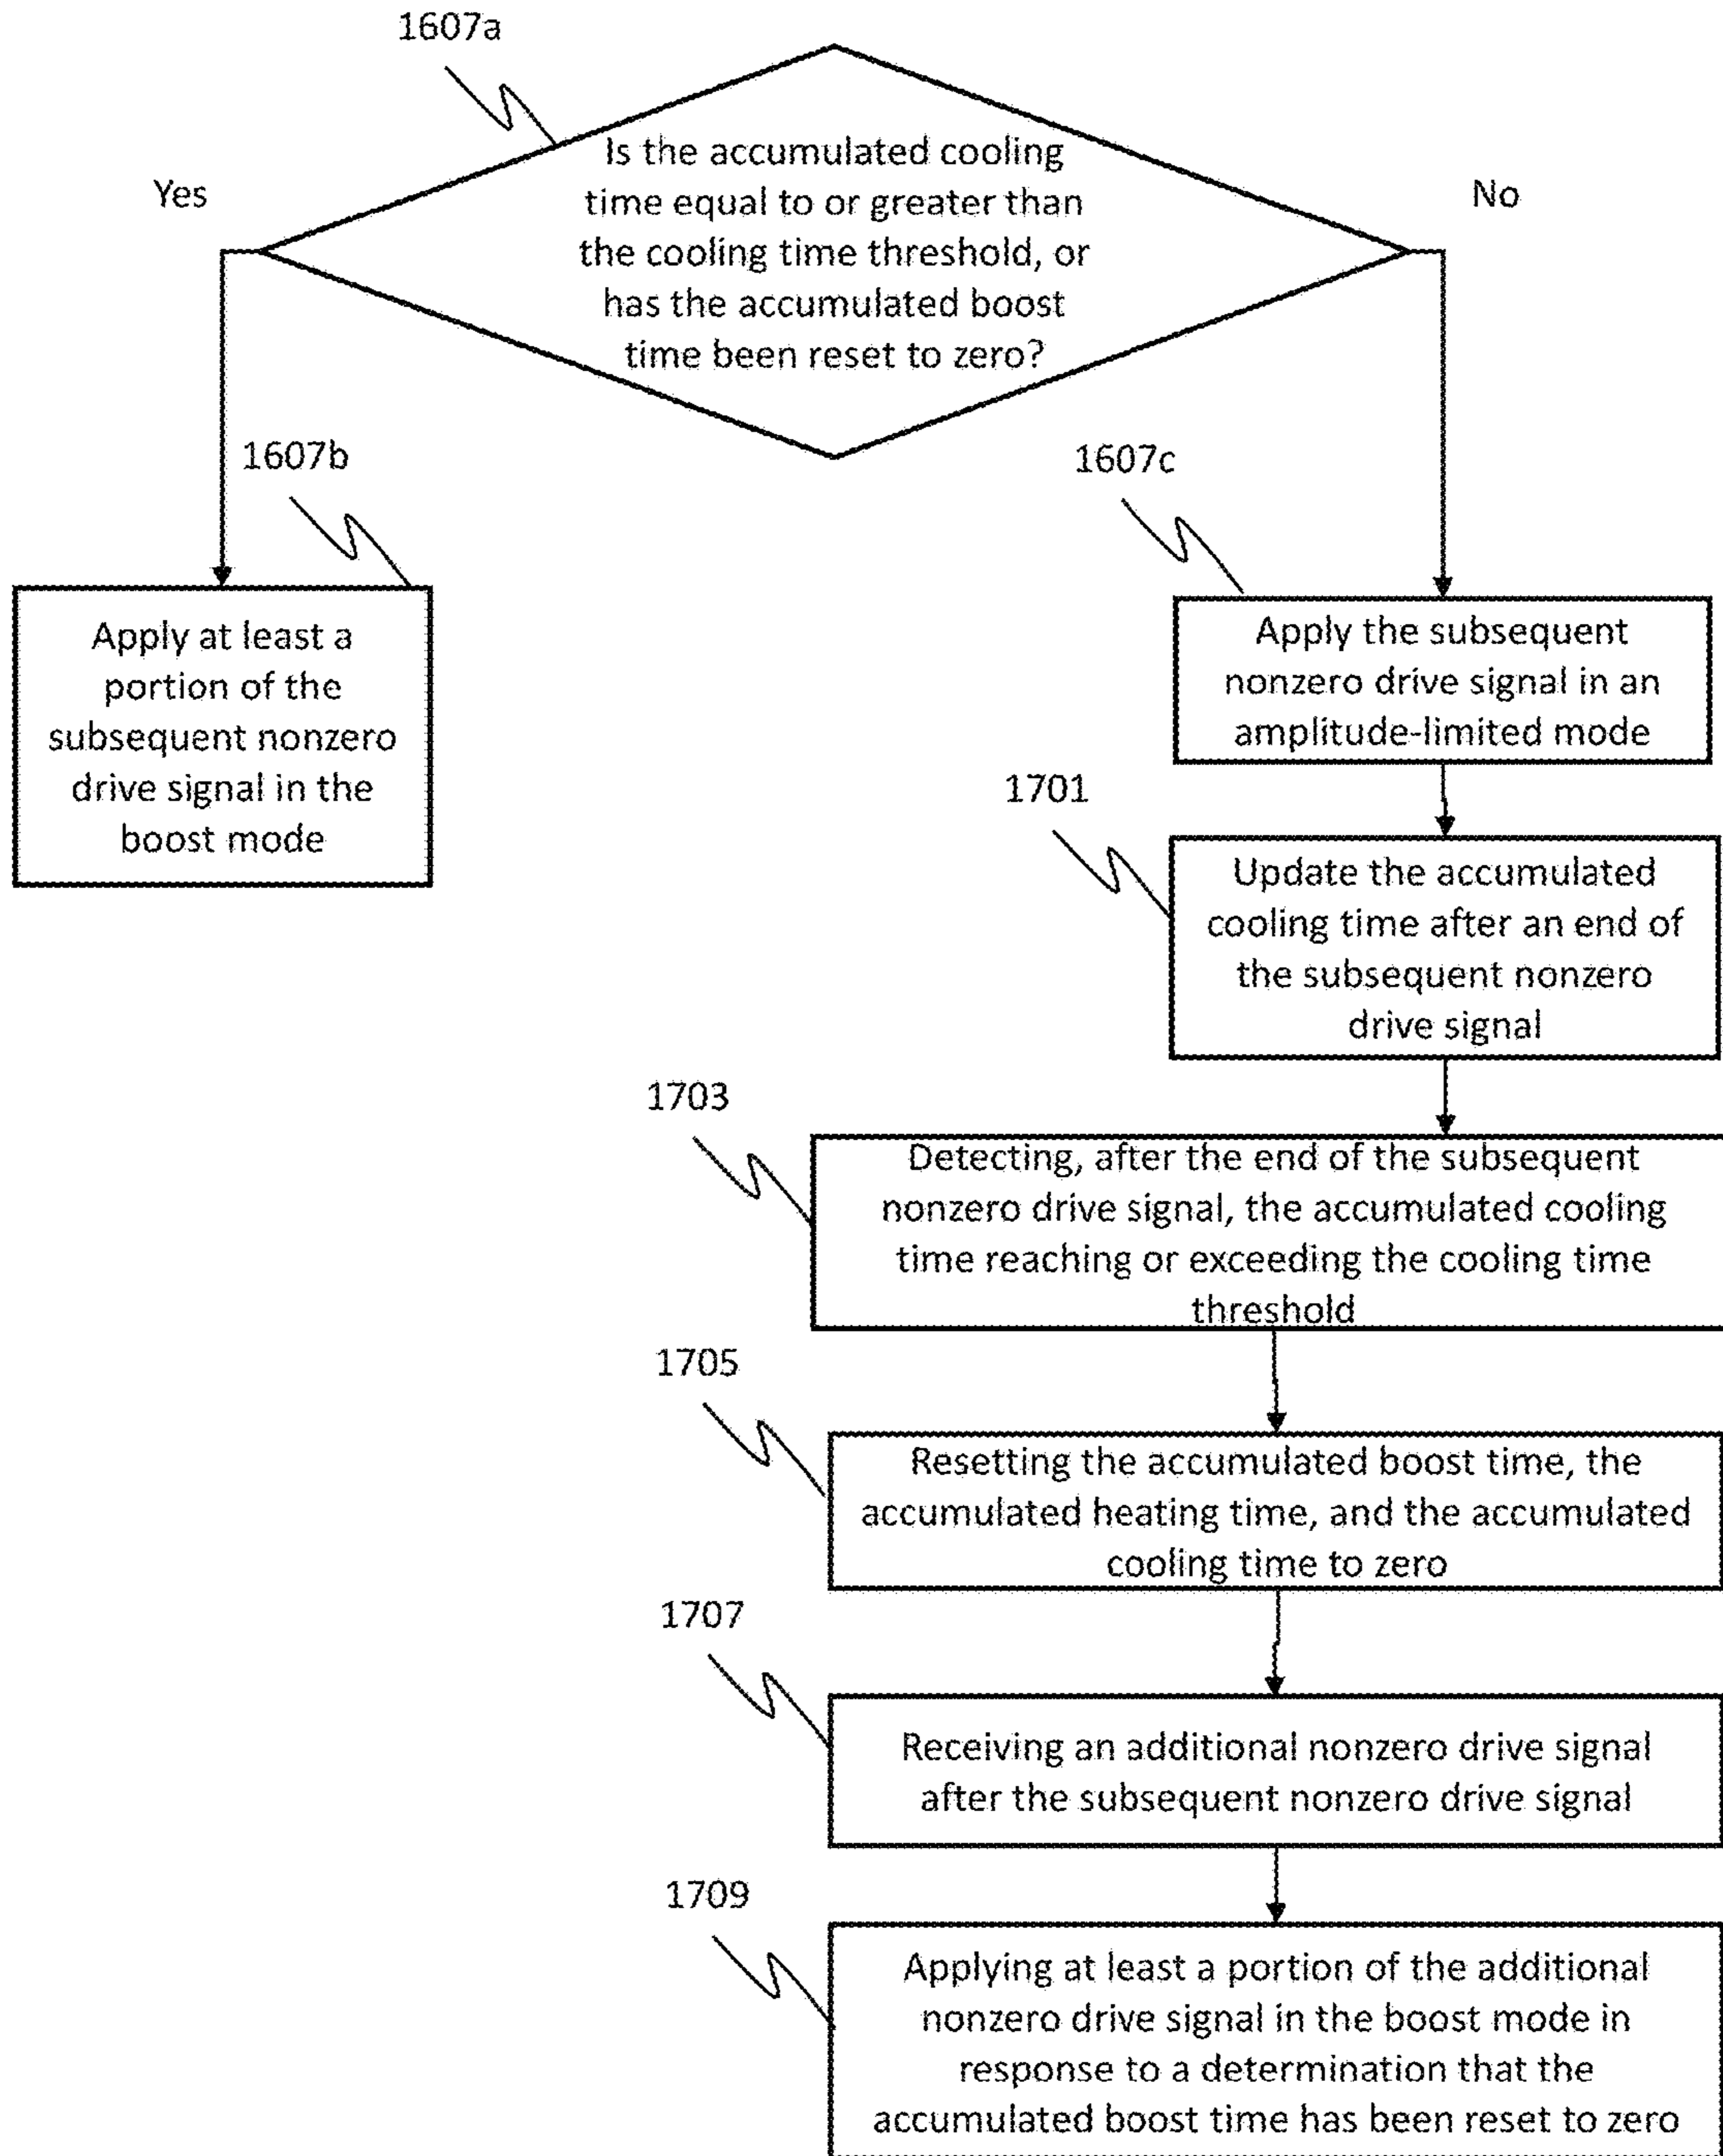 1607a
Is the accumulated cooling
time equal to or greater than
the cooling time threshold, or
has the accumulated boost
time been reset to zero?
Yes
No
1607b
Apply at least a
portion of the
subsequent nonzero
drive signal in the
boost mode
1607c
Apply the subsequent
nonzero drive signal in an
amplitude-limited mode
1701
Update the accumulated
cooling time after an end of
the subsequent nonzero
drive signal
1703
Detecting, after the end of the subsequent
nonzero drive signal, the accumulated cooling
time reaching or exceeding the cooling time
threshold
1705
Resetting the accumulated boost time, the
accumulated heating time, and the accumulated
cooling time to zero
1707
Receiving an additional nonzero drive signal
after the subsequent nonzero drive signal
1709
Applying at least a portion of the additional
nonzero drive signal in the boost mode in
response to a determination that the
accumulated boost time has been reset to zero